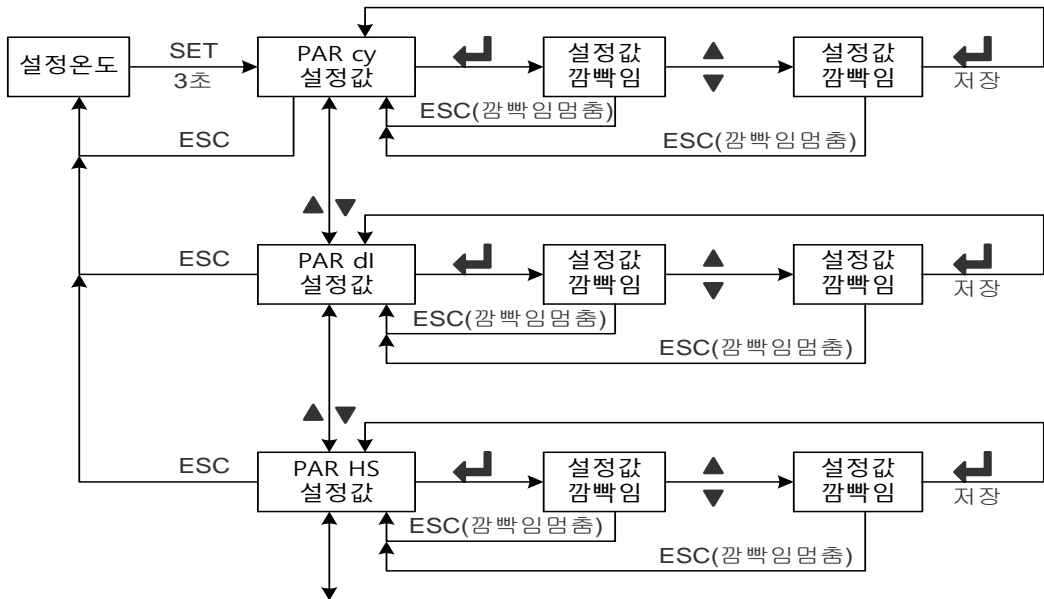 설정온도
SET
3초
PAR cy
설정값
설정값
깜빡임
▲
▼
설정값
깜빡임
저장
ESC(깜빡임멈춤)
ESC(깜빡임멈춤)
ESC
▲ ▼
ESC
PAR dI
설정값
설정값
깜빡임
▲
▼
설정값
깜빡임
저장
ESC(깜빡임멈춤)
ESC(깜빡임멈춤)
▲ ▼
ESC
PAR HS
설정값
설정값
깜빡임
▲
▼
설정값
깜빡임
저장
ESC(깜빡임멈춤)
ESC(깜빡임멈춤)